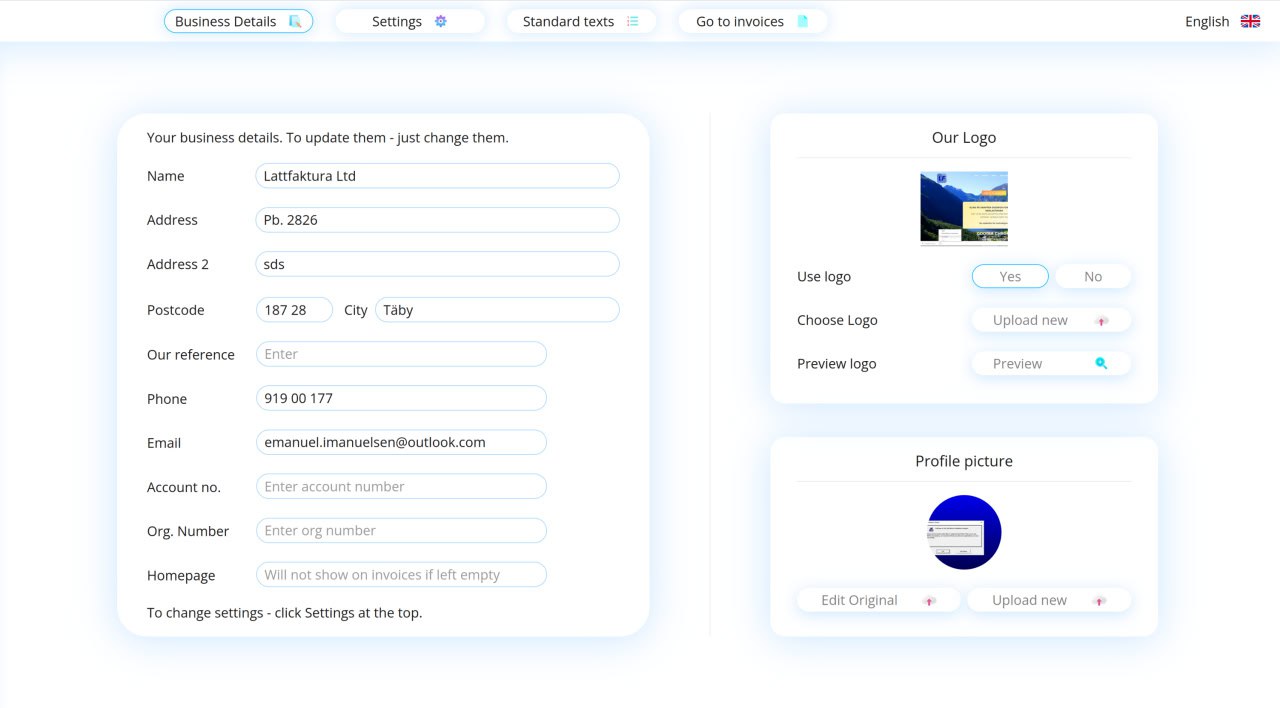 Business Details
Settings
Standard texts
Go to invoices
English
Your business details. To update them - just change them.
Name Lattfaktura Ltd
Address Pb. 2826
Address 2 sds
Postcode 187 28 City Täby
Our reference Enter
Phone 919 00 177
Email emanuel.imanuelsen@outlook.com
Account no. Enter account number
Org. Number Enter org number
Homepage Will not show on invoices if left empty
To change settings - click Settings at the top.
Our Logo
LF
Use logo Yes No
Choose Logo Upload new
Preview logo Preview
Profile picture
Edit Original Upload new